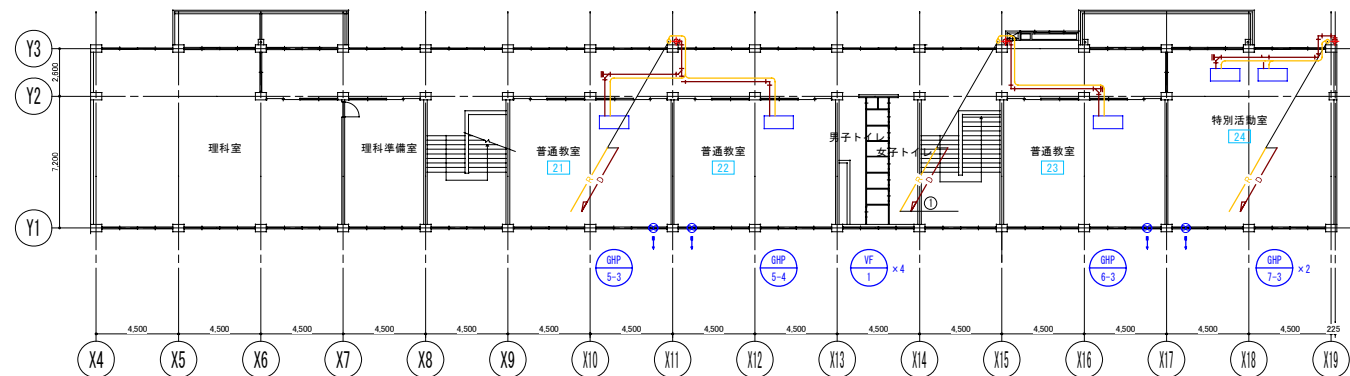 Y3
2,600
Y2
7,200
Y1
理科室
理科準備室
普通教室
21
普通教室
22
男子トイレ
女子トイレ
普通教室
23
特別活動室
24
R
D
R
D
①
R
D
GHP
5-3
GHP
5-4
VF
1
×4
GHP
6-3
GHP
7-3
×2
4,500 4,500 4,500 4,500 4,500 4,500 4,500 4,500 4,500 4,500 4,500 4,500 4,500 4,500 4,500 225
X4 X5 X6 X7 X8 X9 X10 X11 X12 X13 X14 X15 X16 X17 X18 X19